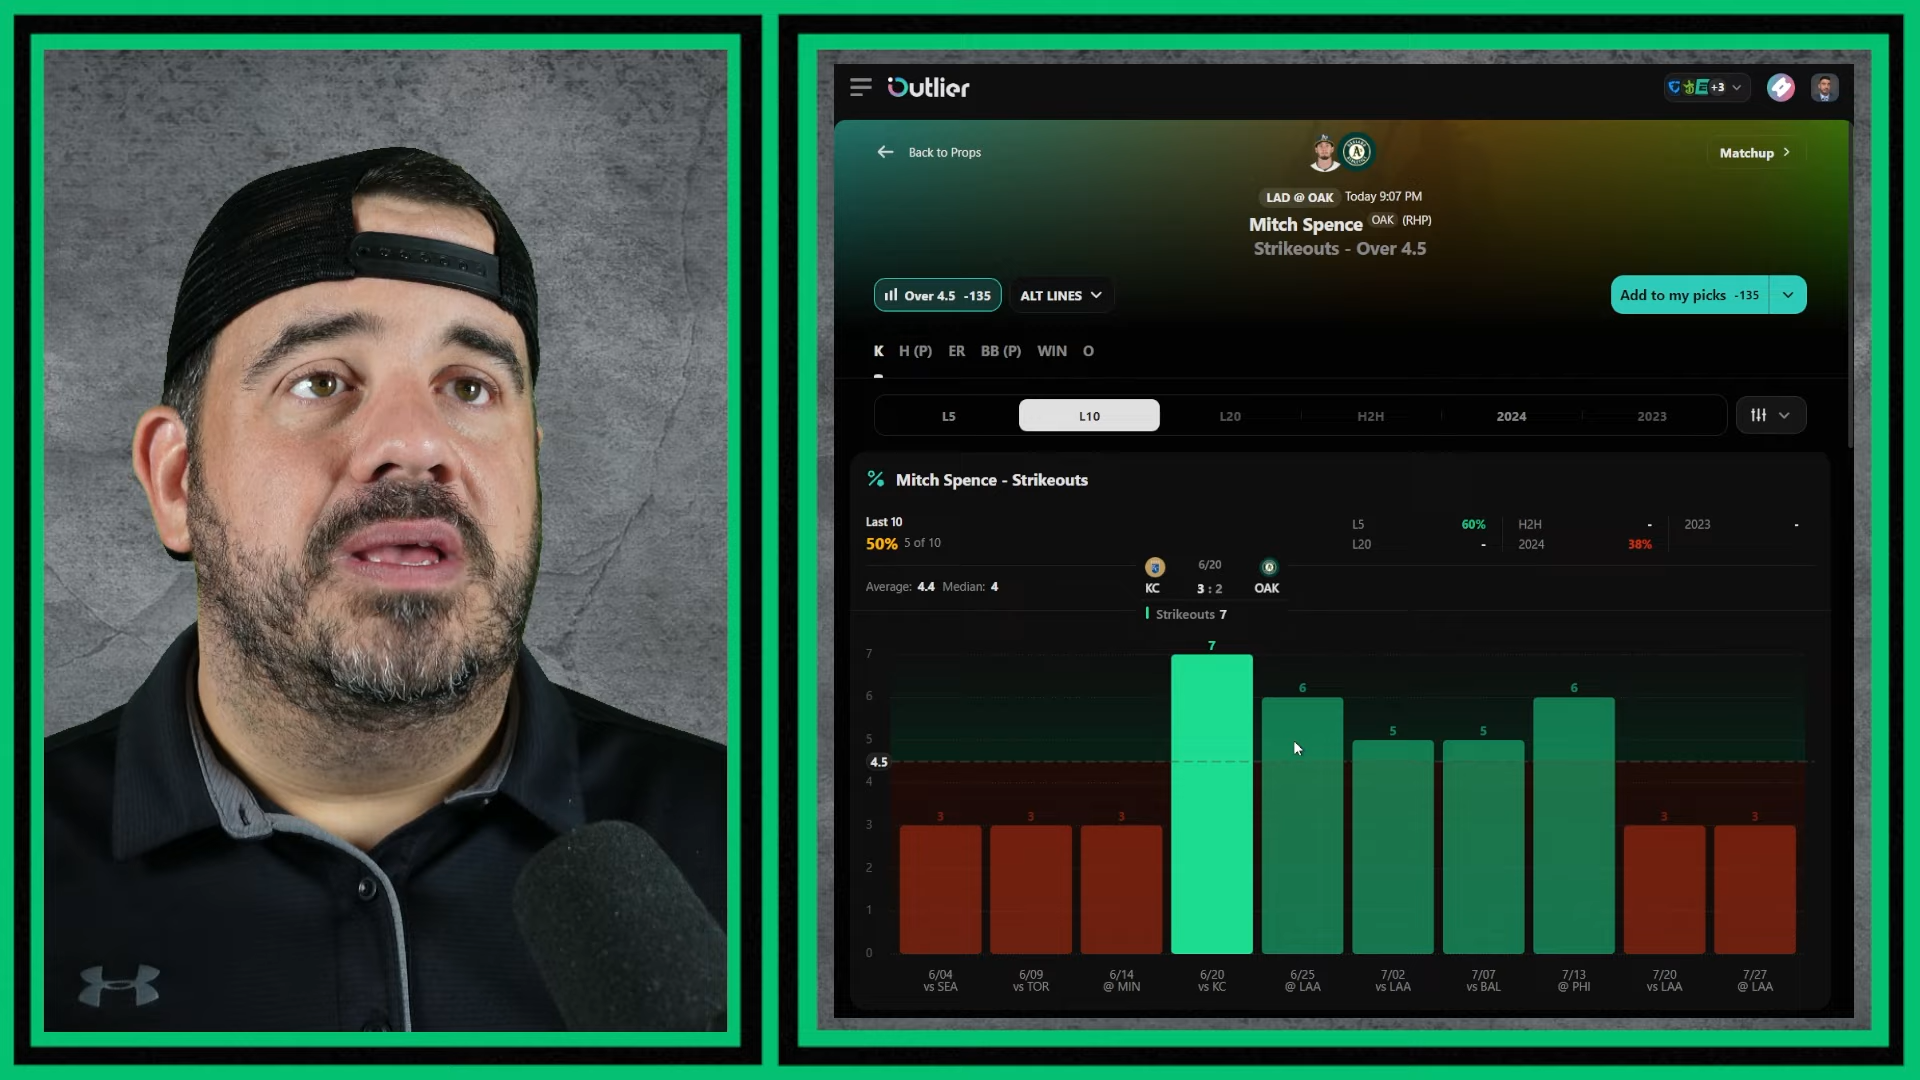 Outlier
+3
Back to Props
Matchup
LAD @ OAK Today 9:07 PM
Mitch Spence OAK (RHP)
Strikeouts - Over 4.5
Over 4.5 -135
ALT LINES
Add to my picks -135
K H (P) ER BB (P) WIN O
L5 L10 L20 H2H 2024 2023
Mitch Spence - Strikeouts
Last 10
50% 5 of 10
L5 60% H2H - 2023 -
L20 - 2024 38%
Average: 4.4 Median: 4
6/20
KC 3 : 2 OAK
Strikeouts 7
7
7
6
6
6
5
5
5
4.5
4
3
3
3
3
3
3
2
1
0
6/04 6/09 6/14 6/20 6/25 7/02 7/07 7/13 7/20 7/27
vs SEA vs TOR @ MIN vs KC @ LAA vs LAA vs BAL @ PHI vs LAA @ LAA